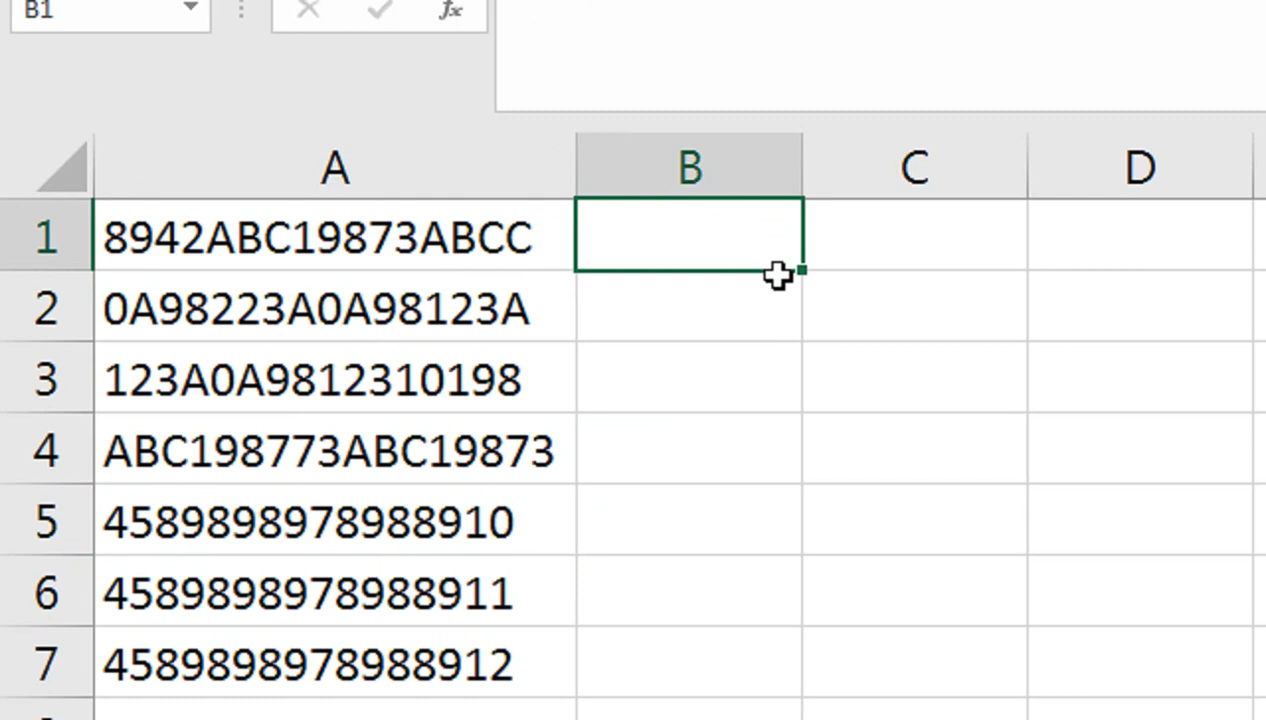 B1
fx
A B C D
1 8942ABC19873ABCC
2 0A98223A0A98123A
3 123A0A9812310198
4 ABC198773ABC19873
5 4589898978988910
6 4589898978988911
7 4589898978988912